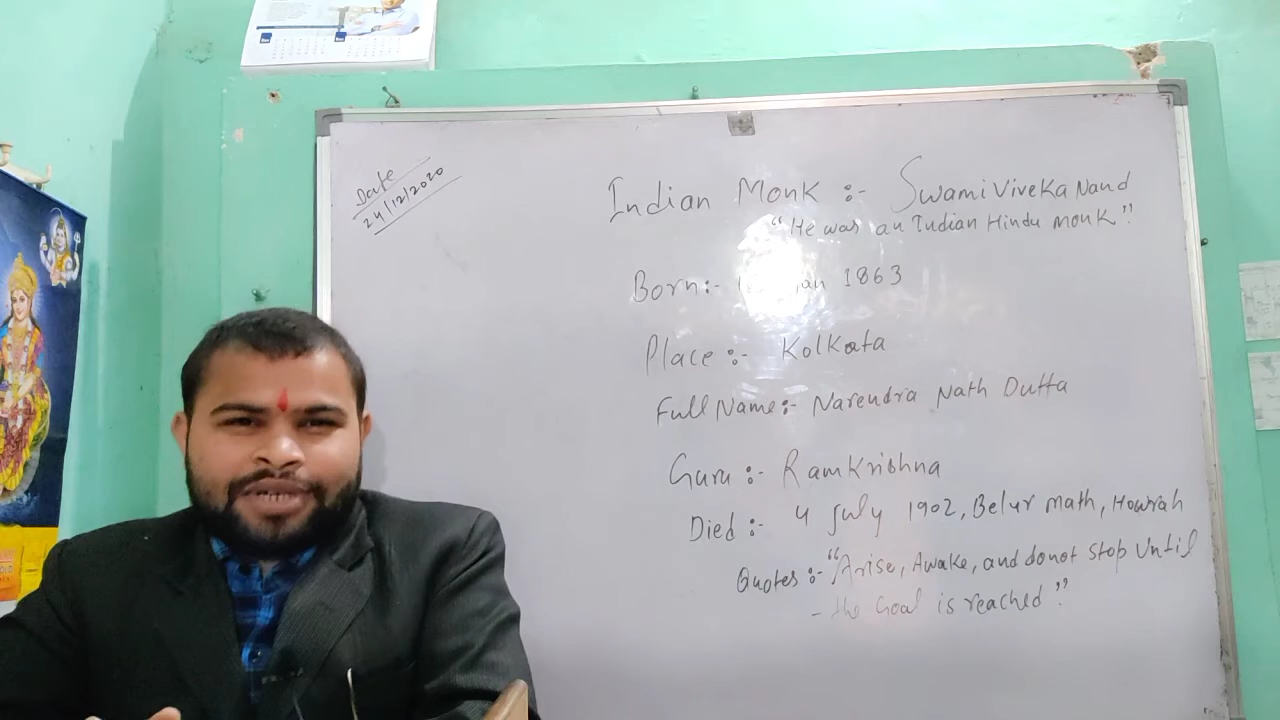 Date
24/12/2020
Indian Monk :- Swami Viveka Nand
"He was an Indian Hindu monk"
Born:- Jan 1863
Place :- Kolkata
Full Name:- Narendra Nath Dutta
Guru :- RamKrishna
Died :- 4 July 1902, Belur math, Howrah
Quotes :- "Arise, Awake, and donot stop Until
- the Goal is reached"